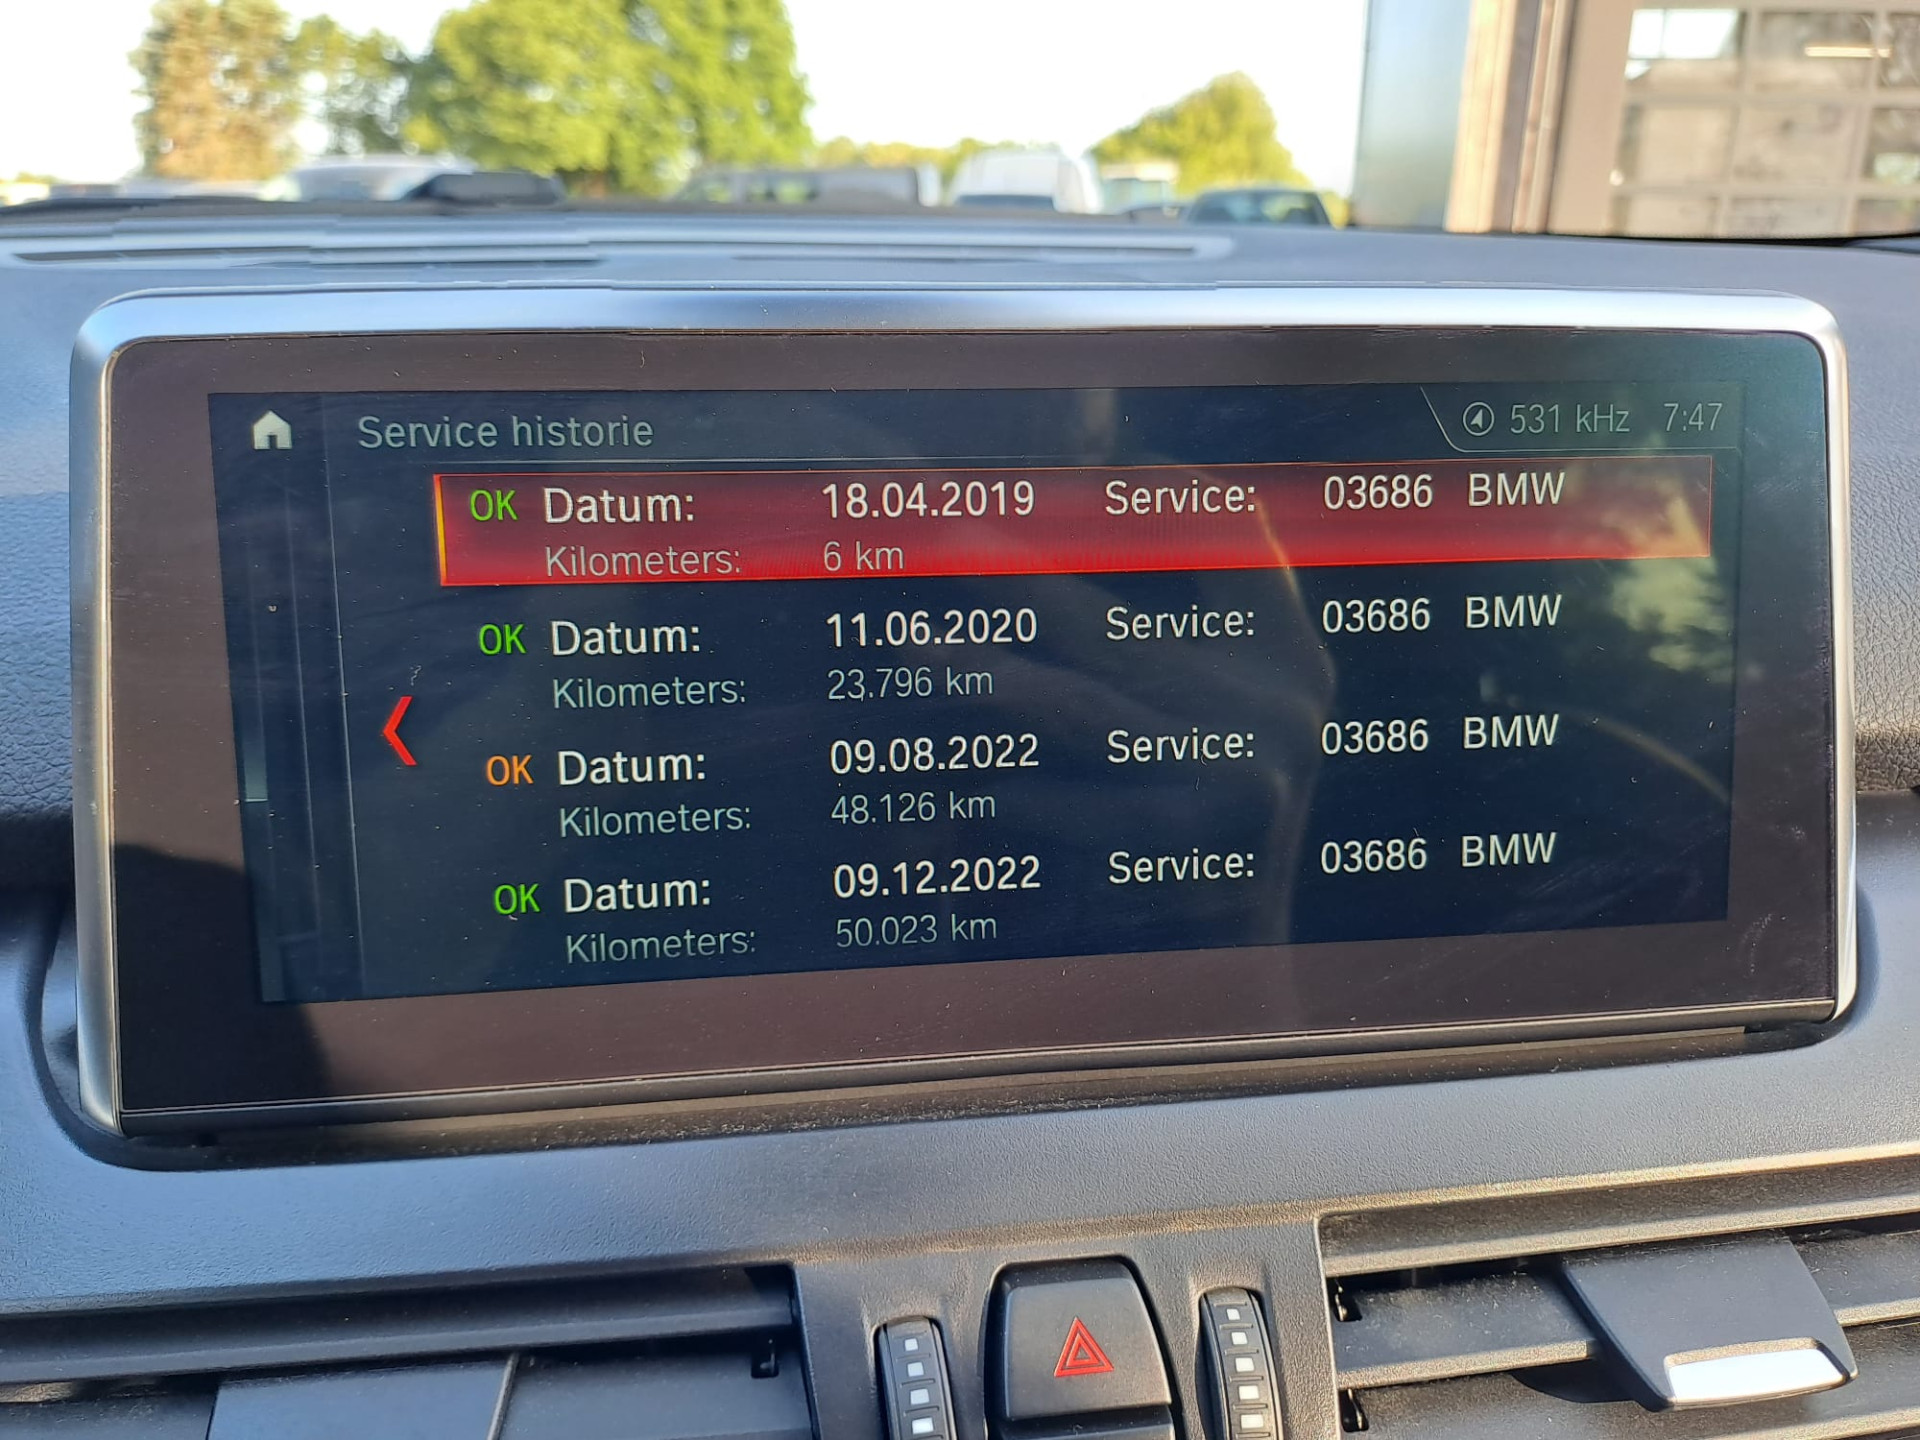 Service historie 531 kHz 7:47
OK Datum: 18.04.2019 Service: 03686 BMW
Kilometers: 6 km
OK Datum: 11.06.2020 Service: 03686 BMW
Kilometers: 23.796 km
OK Datum: 09.08.2022 Service: 03686 BMW
Kilometers: 48.126 km
OK Datum: 09.12.2022 Service: 03686 BMW
Kilometers: 50.023 km